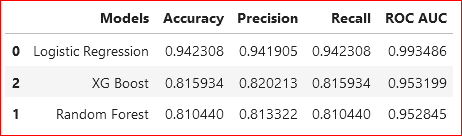 Models Accuracy Precision Recall ROC AUC
0 Logistic Regression 0.942308 0.941905 0.942308 0.993486
2 XG Boost 0.815934 0.820213 0.815934 0.953199
1 Random Forest 0.810440 0.813322 0.810440 0.952845